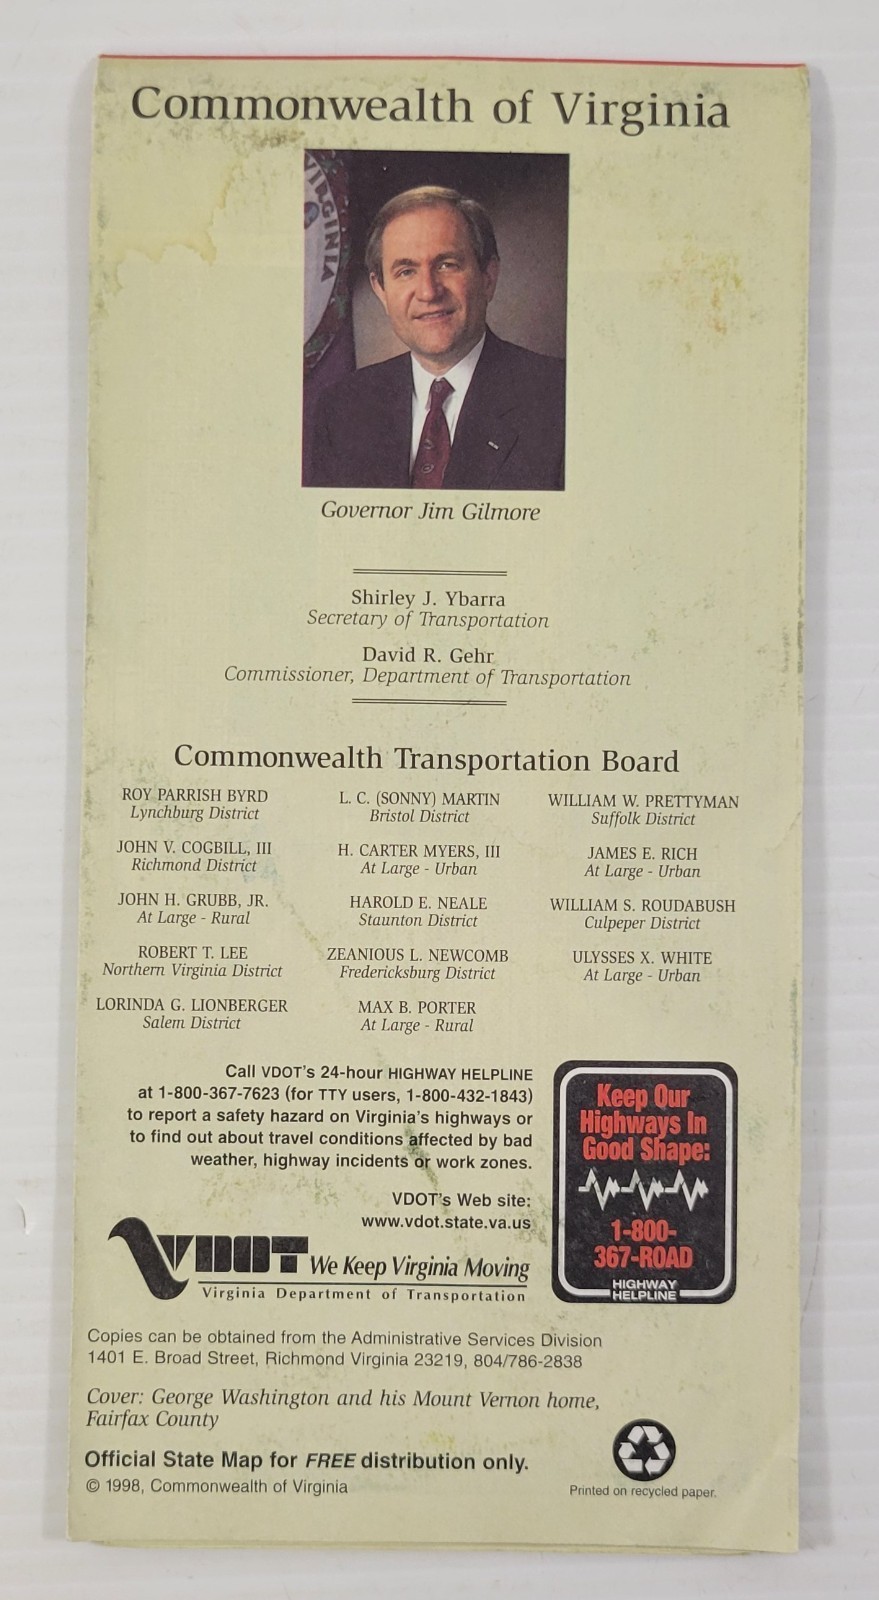 Commonwealth of Virginia
VIRGINIA
Governor Jim Gilmore
Shirley J. Ybarra
Secretary of Transportation
David R. Gehr
Commissioner, Department of Transportation
Commonwealth Transportation Board
ROY PARRISH BYRD
Lynchburg District
JOHN V. COGBILL, III
Richmond District
JOHN H. GRUBB, JR.
At Large - Rural
ROBERT T. LEE
Northern Virginia District
LORINDA G. LIONBERGER
Salem District
L. C. (SONNY) MARTIN
Bristol District
H. CARTER MYERS, III
At Large - Urban
HAROLD E. NEALE
Staunton District
ZEANIOUS L. NEWCOMB
Fredericksburg District
MAX B. PORTER
At Large - Rural
WILLIAM W. PRETTYMAN
Suffolk District
JAMES E. RICH
At Large - Urban
WILLIAM S. ROUDABUSH
Culpeper District
ULYSSES X. WHITE
At Large - Urban
Call VDOT's 24-hour HIGHWAY HELPLINE
at 1-800-367-7623 (for TTY users, 1-800-432-1843)
to report a safety hazard on Virginia's highways or
to find out about travel conditions affected by bad
weather, highway incidents or work zones.
VDOT's Web site:
www.vdot.state.va.us
VDOT We Keep Virginia Moving
Virginia Department of Transportation
Keep Our
Highways In
Good Shape:
1-800-
367-ROAD
HIGHWAY
HELPLINE
Copies can be obtained from the Administrative Services Division
1401 E. Broad Street, Richmond Virginia 23219, 804/786-2838
Cover: George Washington and his Mount Vernon home,
Fairfax County
Official State Map for FREE distribution only.
© 1998, Commonwealth of Virginia
Printed on recycled paper.